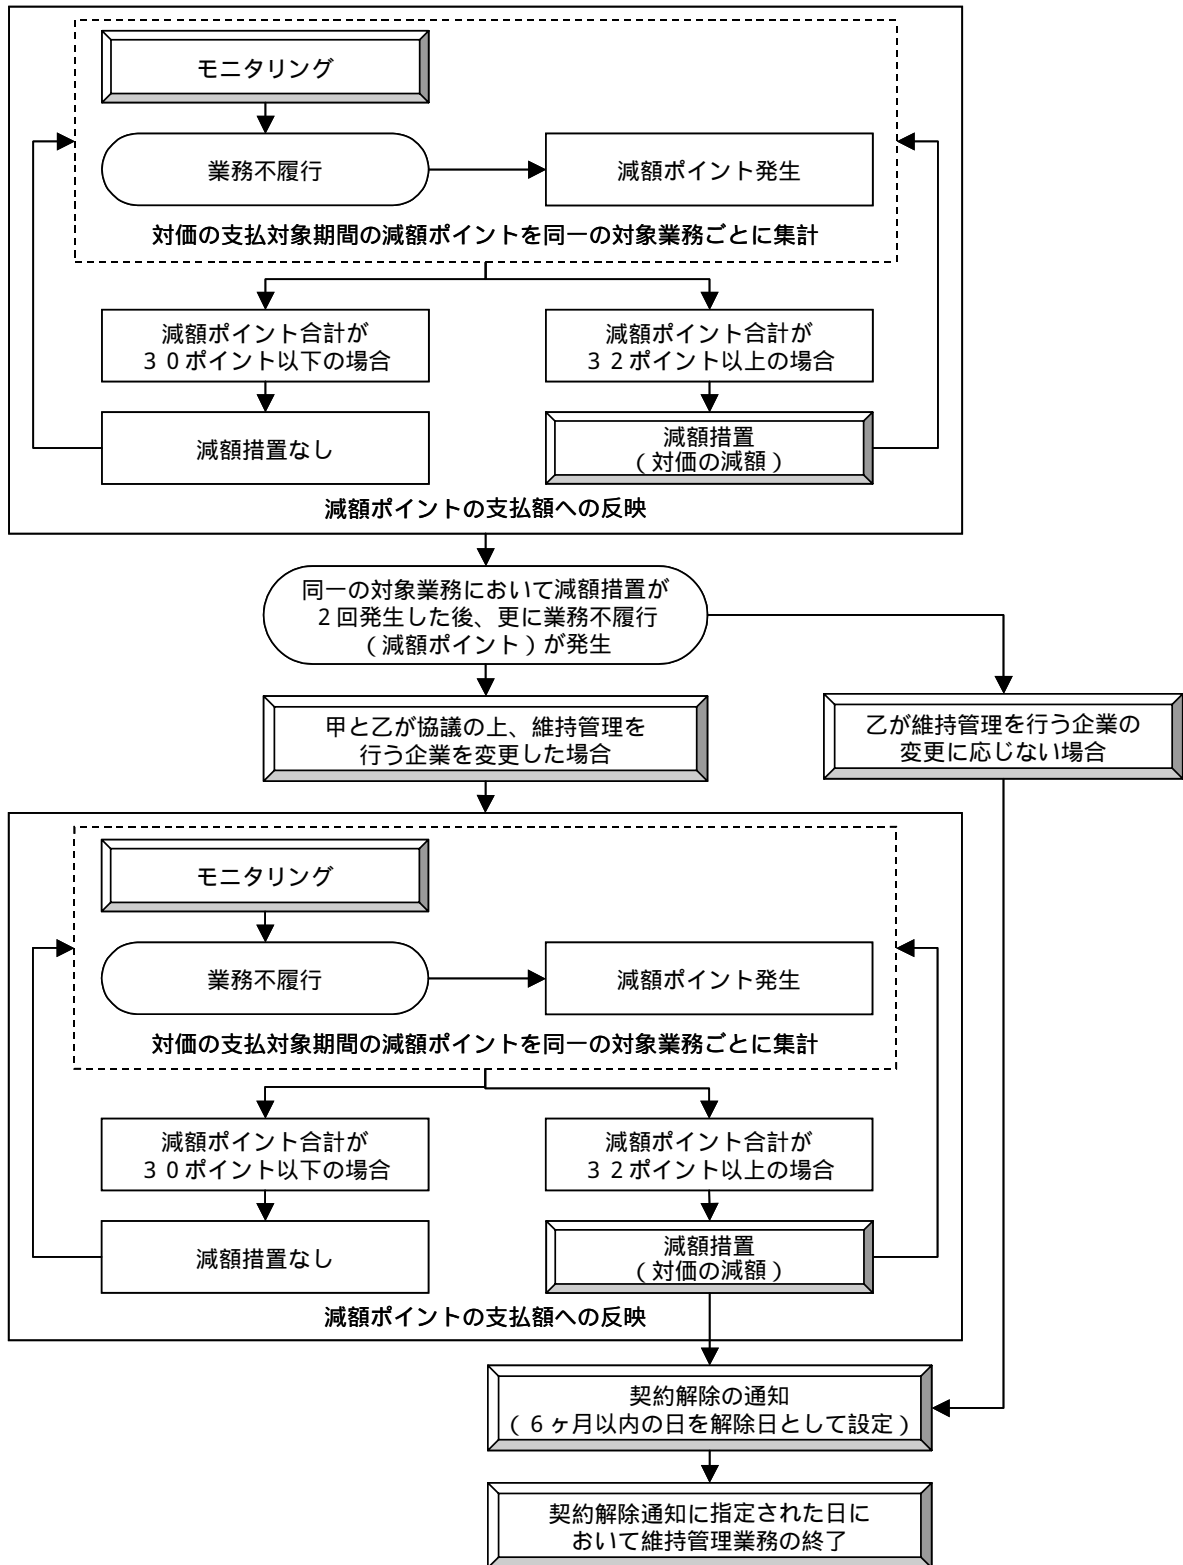 モニタリング
業務不履行
減額ポイント発生
対価の支払対象期間の減額ポイントを同一の対象業務ごとに集計
減額ポイント合計が
３０ポイント以下の場合
減額ポイント合計が
３２ポイント以上の場合
減額措置なし
減額措置
（対価の減額）
減額ポイントの支払額への反映
同一の対象業務において減額措置が
２回発生した後、更に業務不履行
（減額ポイント）が発生
甲と乙が協議の上、維持管理を
行う企業を変更した場合
乙が維持管理を行う企業の
変更に応じない場合
モニタリング
業務不履行
減額ポイント発生
対価の支払対象期間の減額ポイントを同一の対象業務ごとに集計
減額ポイント合計が
３０ポイント以下の場合
減額ポイント合計が
３２ポイント以上の場合
減額措置なし
減額措置
（対価の減額）
減額ポイントの支払額への反映
契約解除の通知
（６ヶ月以内の日を解除日として設定）
契約解除通知に指定された日に
おいて維持管理業務の終了